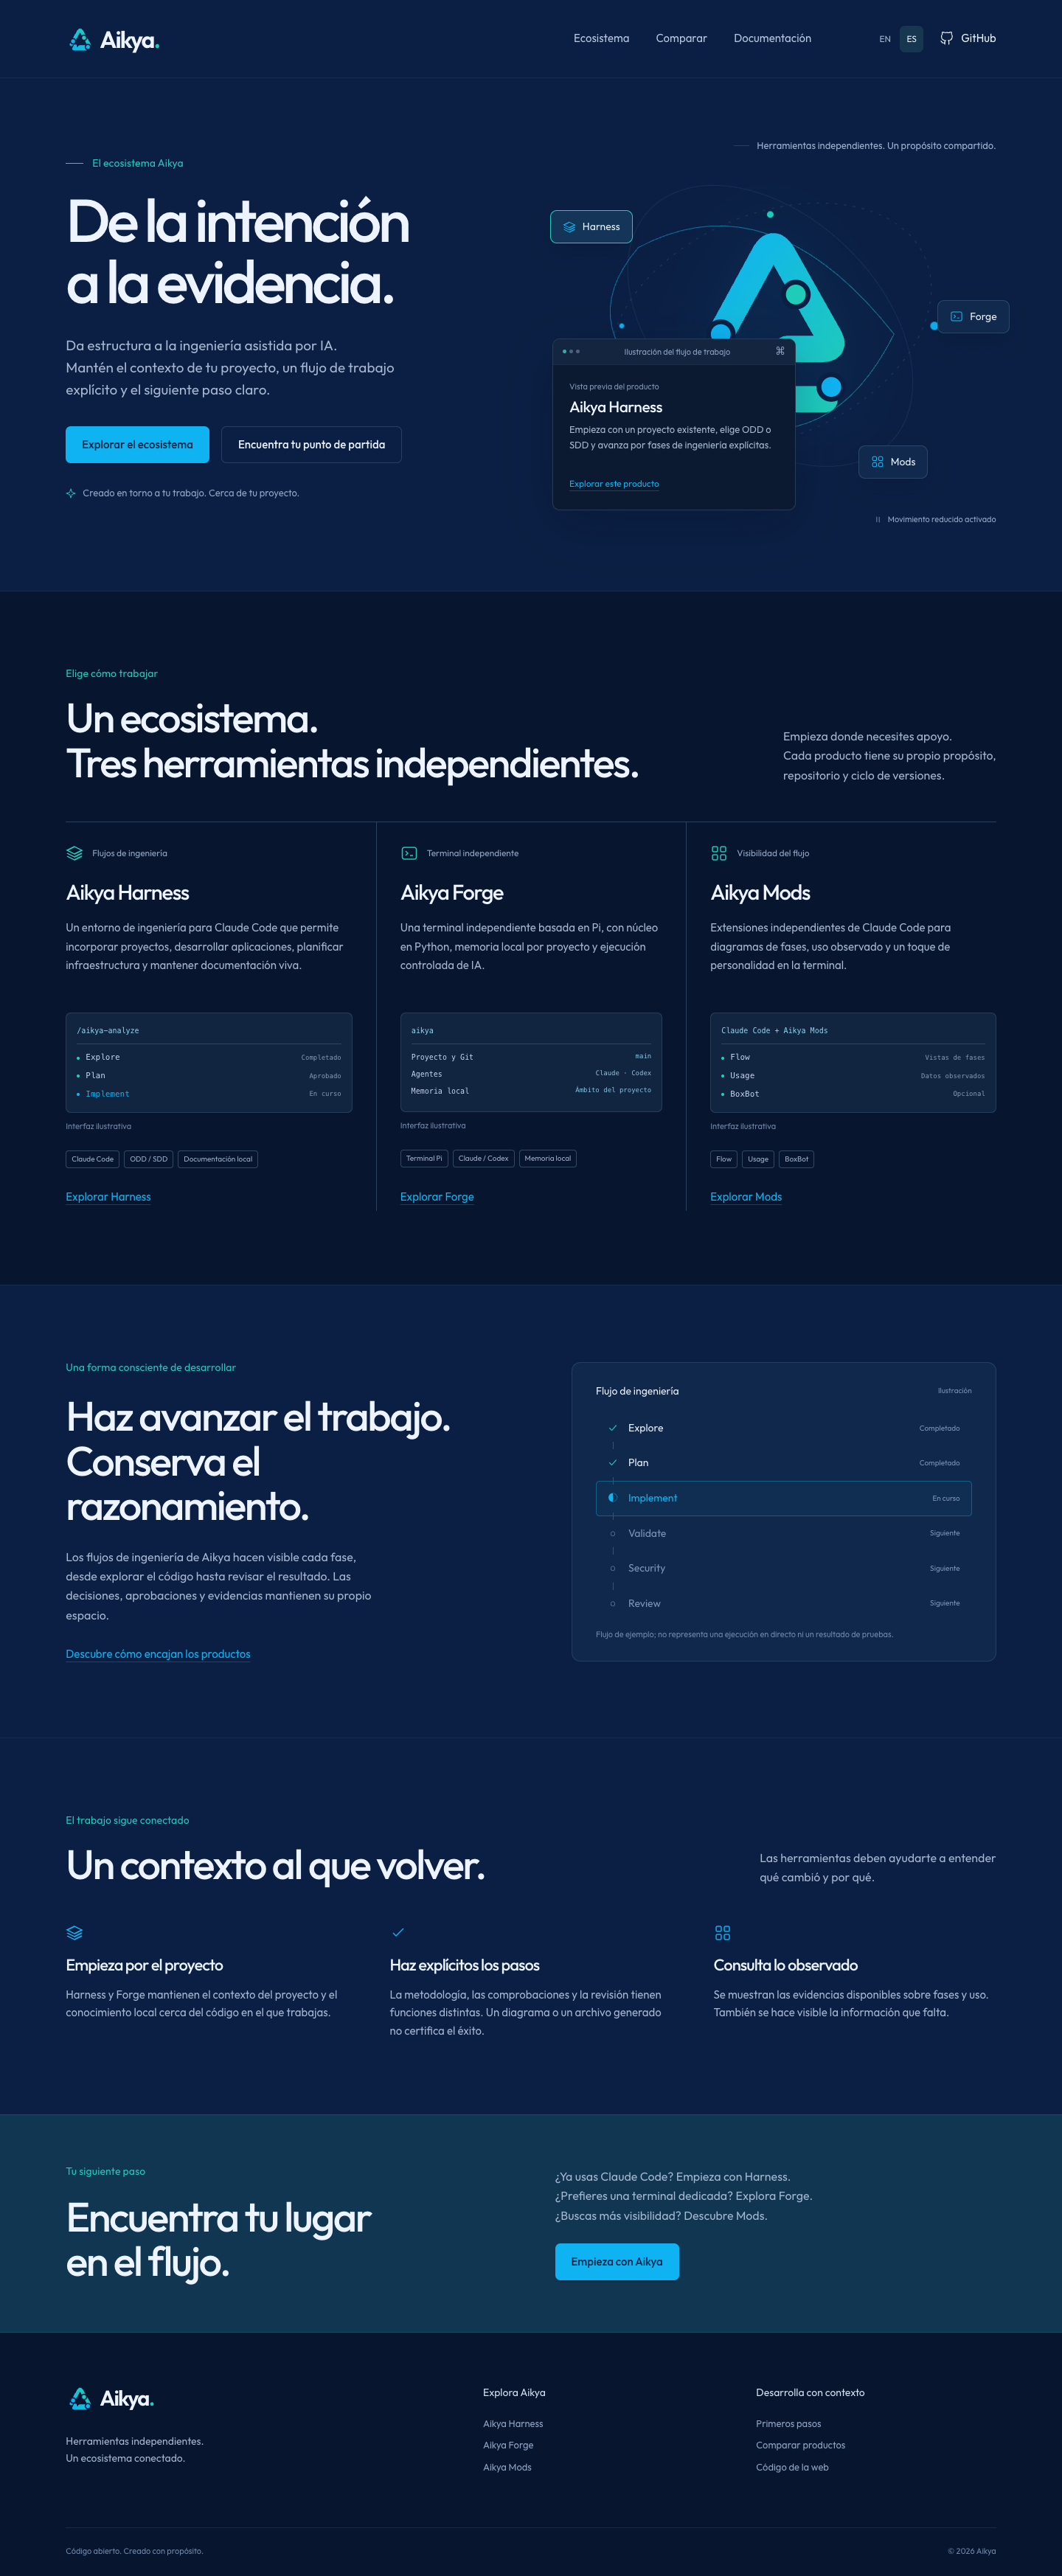 Aikya.
Ecosistema
Comparar
Documentación
EN
ES
GitHub
El ecosistema Aikya
De la intención
a la evidencia.
Da estructura a la ingeniería asistida por IA.
Mantén el contexto de tu proyecto, un flujo de trabajo
explícito y el siguiente paso claro.
Explorar el ecosistema
Encuentra tu punto de partida
Creado en torno a tu trabajo. Cerca de tu proyecto.
Herramientas independientes. Un propósito compartido.
Harness
Forge
Ilustración del flujo de trabajo
⌘
Vista previa del producto
Aikya Harness
Empieza con un proyecto existente, elige ODD o
SDD y avanza por fases de ingeniería explícitas.
Explorar este producto
Mods
Movimiento reducido activado
Elige cómo trabajar
Un ecosistema.
Tres herramientas independientes.
Empieza donde necesites apoyo.
Cada producto tiene su propio propósito,
repositorio y ciclo de versiones.
Flujos de ingeniería
Aikya Harness
Un entorno de ingeniería para Claude Code que permite
incorporar proyectos, desarrollar aplicaciones, planificar
infraestructura y mantener documentación viva.
/aikya-analyze
Explore Completado
Plan Aprobado
Implement En curso
Interfaz ilustrativa
Claude Code
ODD / SDD
Documentación local
Explorar Harness
Terminal independiente
Aikya Forge
Una terminal independiente basada en Pi, con núcleo
en Python, memoria local por proyecto y ejecución
controlada de IA.
aikya
Proyecto y Git main
Agentes Claude · Codex
Memoria local Ámbito del proyecto
Interfaz ilustrativa
Terminal Pi
Claude / Codex
Memoria local
Explorar Forge
Visibilidad del flujo
Aikya Mods
Extensiones independientes de Claude Code para
diagramas de fases, uso observado y un toque de
personalidad en la terminal.
Claude Code + Aikya Mods
Flow Vistas de fases
Usage Datos observados
BoxBot Opcional
Interfaz ilustrativa
Flow
Usage
BoxBot
Explorar Mods
Una forma consciente de desarrollar
Haz avanzar el trabajo.
Conserva el
razonamiento.
Los flujos de ingeniería de Aikya hacen visible cada fase,
desde explorar el código hasta revisar el resultado. Las
decisiones, aprobaciones y evidencias mantienen su propio
espacio.
Descubre cómo encajan los productos
Flujo de ingeniería Ilustración
Explore Completado
Plan Completado
Implement En curso
Validate Siguiente
Security Siguiente
Review Siguiente
Flujo de ejemplo; no representa una ejecución en directo ni un resultado de pruebas.
El trabajo sigue conectado
Un contexto al que volver.
Las herramientas deben ayudarte a entender
qué cambió y por qué.
Empieza por el proyecto
Harness y Forge mantienen el contexto del proyecto y el
conocimiento local cerca del código en el que trabajas.
Haz explícitos los pasos
La metodología, las comprobaciones y la revisión tienen
funciones distintas. Un diagrama o un archivo generado
no certifica el éxito.
Consulta lo observado
Se muestran las evidencias disponibles sobre fases y uso.
También se hace visible la información que falta.
Tu siguiente paso
Encuentra tu lugar
en el flujo.
¿Ya usas Claude Code? Empieza con Harness.
¿Prefieres una terminal dedicada? Explora Forge.
¿Buscas más visibilidad? Descubre Mods.
Empieza con Aikya
Aikya.
Herramientas independientes.
Un ecosistema conectado.
Explora Aikya
Aikya Harness
Aikya Forge
Aikya Mods
Desarrolla con contexto
Primeros pasos
Comparar productos
Código de la web
Código abierto. Creado con propósito.
© 2026 Aikya